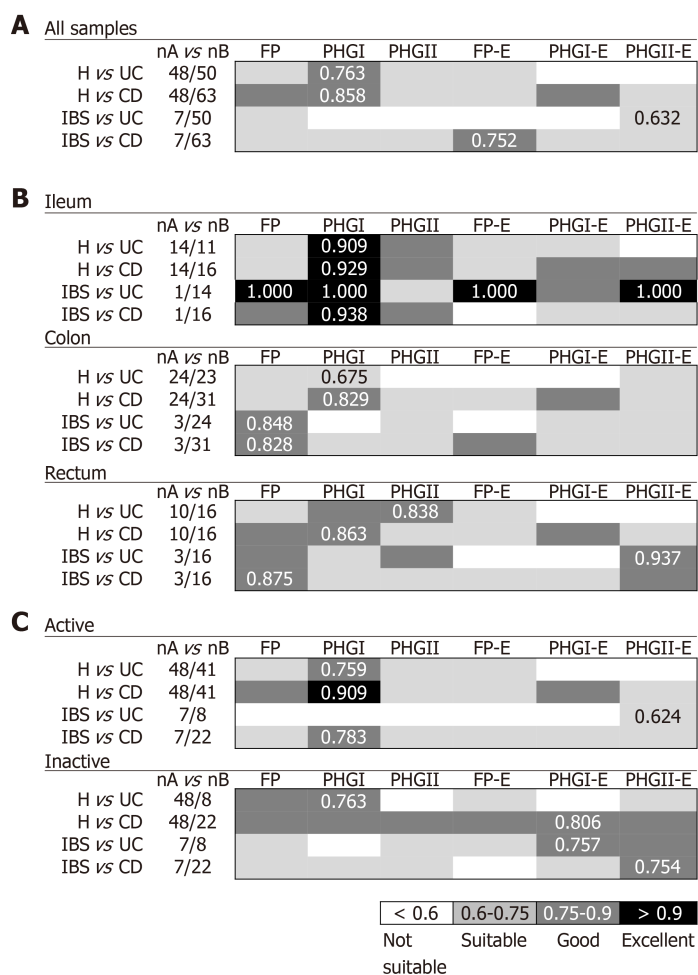 A All samples
nA vs nB FP PHGI PHGII FP-E PHGI-E PHGII-E
H vs UC 48/50 0.763
H vs CD 48/63 0.858
IBS vs UC 7/50 0.632
IBS vs CD 7/63 0.752
B Ileum
nA vs nB FP PHGI PHGII FP-E PHGI-E PHGII-E
H vs UC 14/11 0.909
H vs CD 14/16 0.929
IBS vs UC 1/14 1.000 1.000 1.000 1.000
IBS vs CD 1/16 0.938
Colon
nA vs nB FP PHGI PHGII FP-E PHGI-E PHGII-E
H vs UC 24/23 0.675
H vs CD 24/31 0.829
IBS vs UC 3/24 0.848
IBS vs CD 3/31 0.828
Rectum
nA vs nB FP PHGI PHGII FP-E PHGI-E PHGII-E
H vs UC 10/16 0.838
H vs CD 10/16 0.863
IBS vs UC 3/16 0.937
IBS vs CD 3/16 0.875
C Active
nA vs nB FP PHGI PHGII FP-E PHGI-E PHGII-E
H vs UC 48/41 0.759
H vs CD 48/41 0.909
IBS vs UC 7/8 0.624
IBS vs CD 7/22 0.783
Inactive
nA vs nB FP PHGI PHGII FP-E PHGI-E PHGII-E
H vs UC 48/8 0.763
H vs CD 48/22 0.806
IBS vs UC 7/8 0.757
IBS vs CD 7/22 0.754
< 0.6 0.6-0.75 0.75-0.9 > 0.9
Not Suitable Good Excellent
suitable